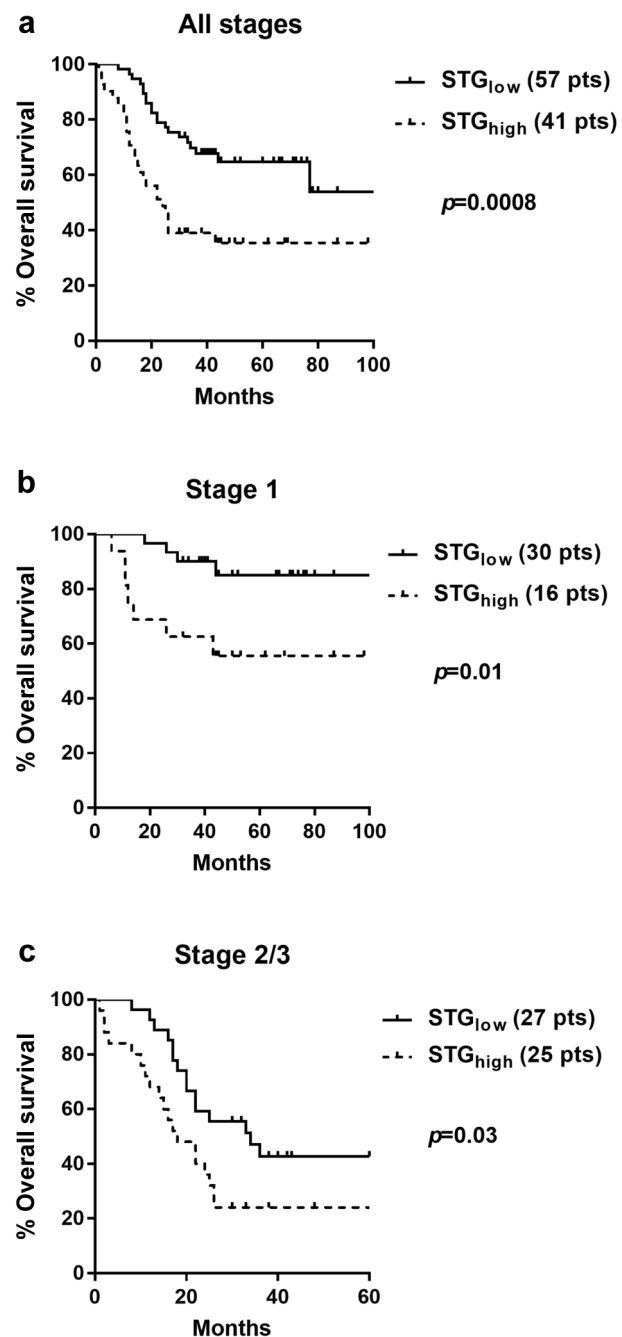 a
All stages
% Overall survival
100
80
60
40
20
0
0 20 40 60 80 100
Months
STGlow (57 pts)
STGhigh (41 pts)
p=0.0008
b
Stage 1
% Overall survival
100
80
60
40
20
0
0 20 40 60 80 100
Months
STGlow (30 pts)
STGhigh (16 pts)
p=0.01
c
Stage 2/3
% Overall survival
100
80
60
40
20
0
0 20 40 60
Months
STGlow (27 pts)
STGhigh (25 pts)
p=0.03